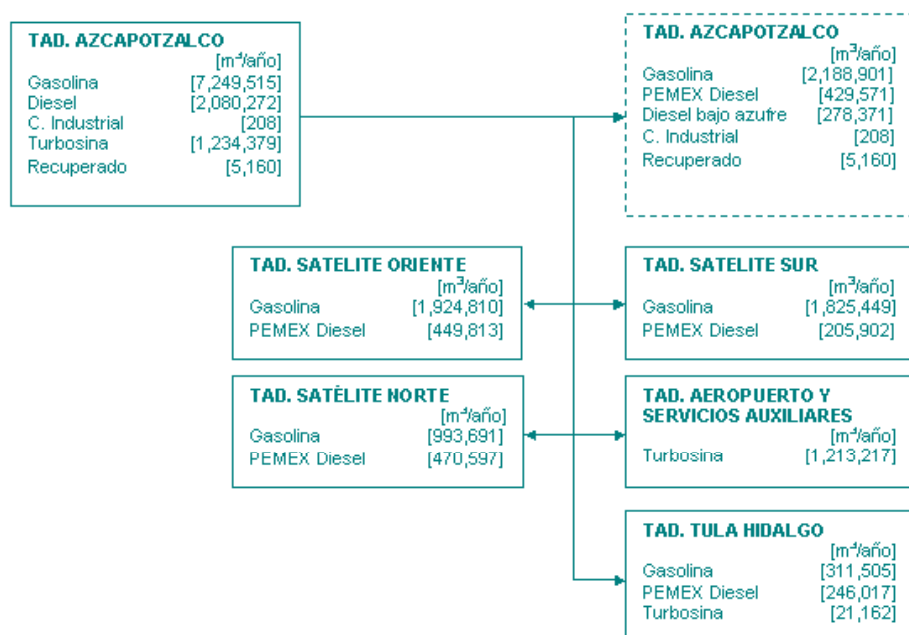 TAD. AZCAPOTZALCO
[m³/año]
Gasolina [7,249,515]
Diesel [2,080,272]
C. Industrial [208]
Turbosina [1,234,379]
Recuperado [5,160]
TAD. AZCAPOTZALCO
[m³/año]
Gasolina [2,188,901]
PEMEX Diesel [429,571]
Diesel bajo azufre [278,371]
C. Industrial [208]
Recuperado [5,160]
TAD. SATELITE ORIENTE
[m³/año]
Gasolina [1,924,810]
PEMEX Diesel [449,813]
TAD. SATELITE SUR
[m³/año]
Gasolina [1,825,449]
PEMEX Diesel [205,902]
TAD. SATÉLITE NORTE
[m³/año]
Gasolina [993,691]
PEMEX Diesel [470,597]
TAD. AEROPUERTO Y
SERVICIOS AUXILIARES
[m³/año]
Turbosina [1,213,217]
TAD. TULA HIDALGO
[m³/año]
Gasolina [311,505]
PEMEX Diesel [246,017]
Turbosina [21,162]